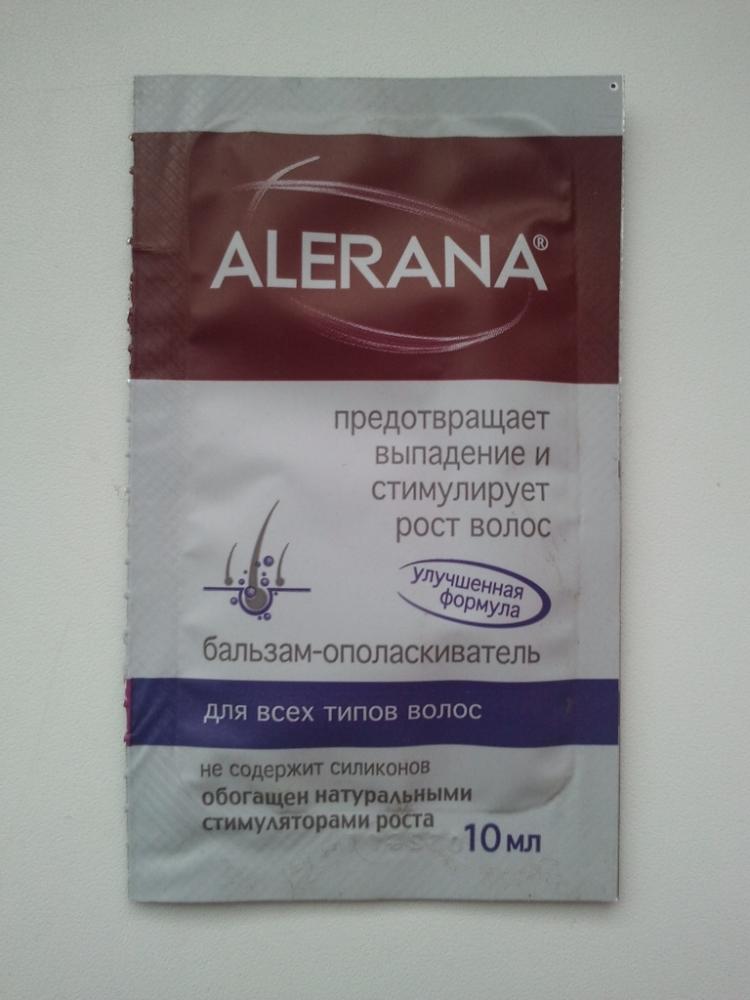 ALERANA®
предотвращает
выпадение и
стимулирует
рост волос
улучшенная
формула
бальзам-ополаскиватель
для всех типов волос
не содержит силиконов
обогащен натуральными
стимуляторами роста
10 мл